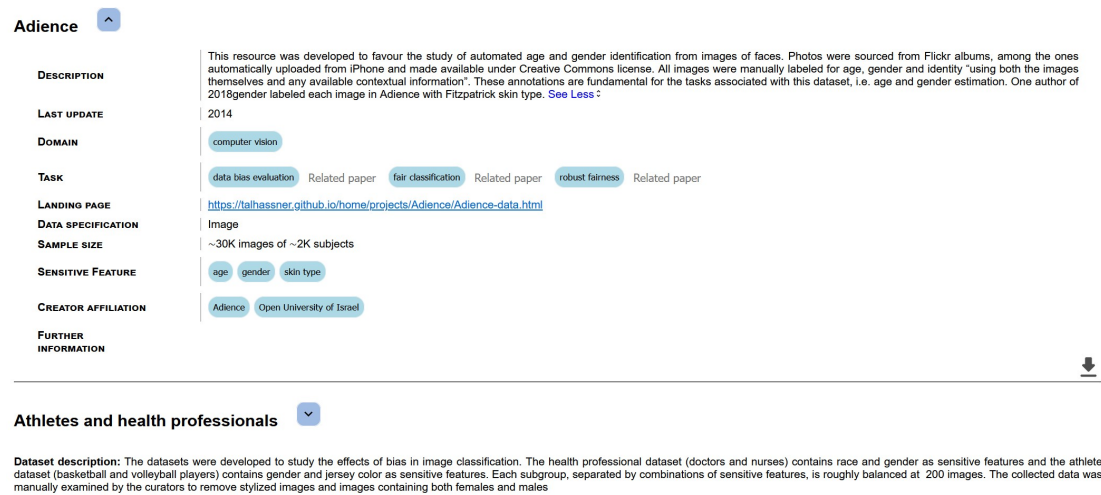 Adience
DESCRIPTION
This resource was developed to favour the study of automated age and gender identification from images of faces. Photos were sourced from Flickr albums, among the ones
automatically uploaded from iPhone and made available under Creative Commons license. All images were manually labeled for age, gender and identity “using both the images
themselves and any available contextual information”. These annotations are fundamental for the tasks associated with this dataset, i.e. age and gender estimation. One author of
2018gender labeled each image in Adience with Fitzpatrick skin type. See Less
LAST UPDATE 2014
DOMAIN computer vision
TASK data bias evaluation Related paper fair classification Related paper robust fairness Related paper
LANDING PAGE https://talhassner.github.io/home/projects/Adience/Adience-data.html
DATA SPECIFICATION Image
SAMPLE SIZE ~30K images of ~2K subjects
SENSITIVE FEATURE age gender skin type
CREATOR AFFILIATION Adience Open University of Israel
FURTHER
INFORMATION
Athletes and health professionals
Dataset description: The datasets were developed to study the effects of bias in image classification. The health professional dataset (doctors and nurses) contains race and gender as sensitive features and the athlete
dataset (basketball and volleyball players) contains gender and jersey color as sensitive features. Each subgroup, separated by combinations of sensitive features, is roughly balanced at 200 images. The collected data was
manually examined by the curators to remove stylized images and images containing both females and males